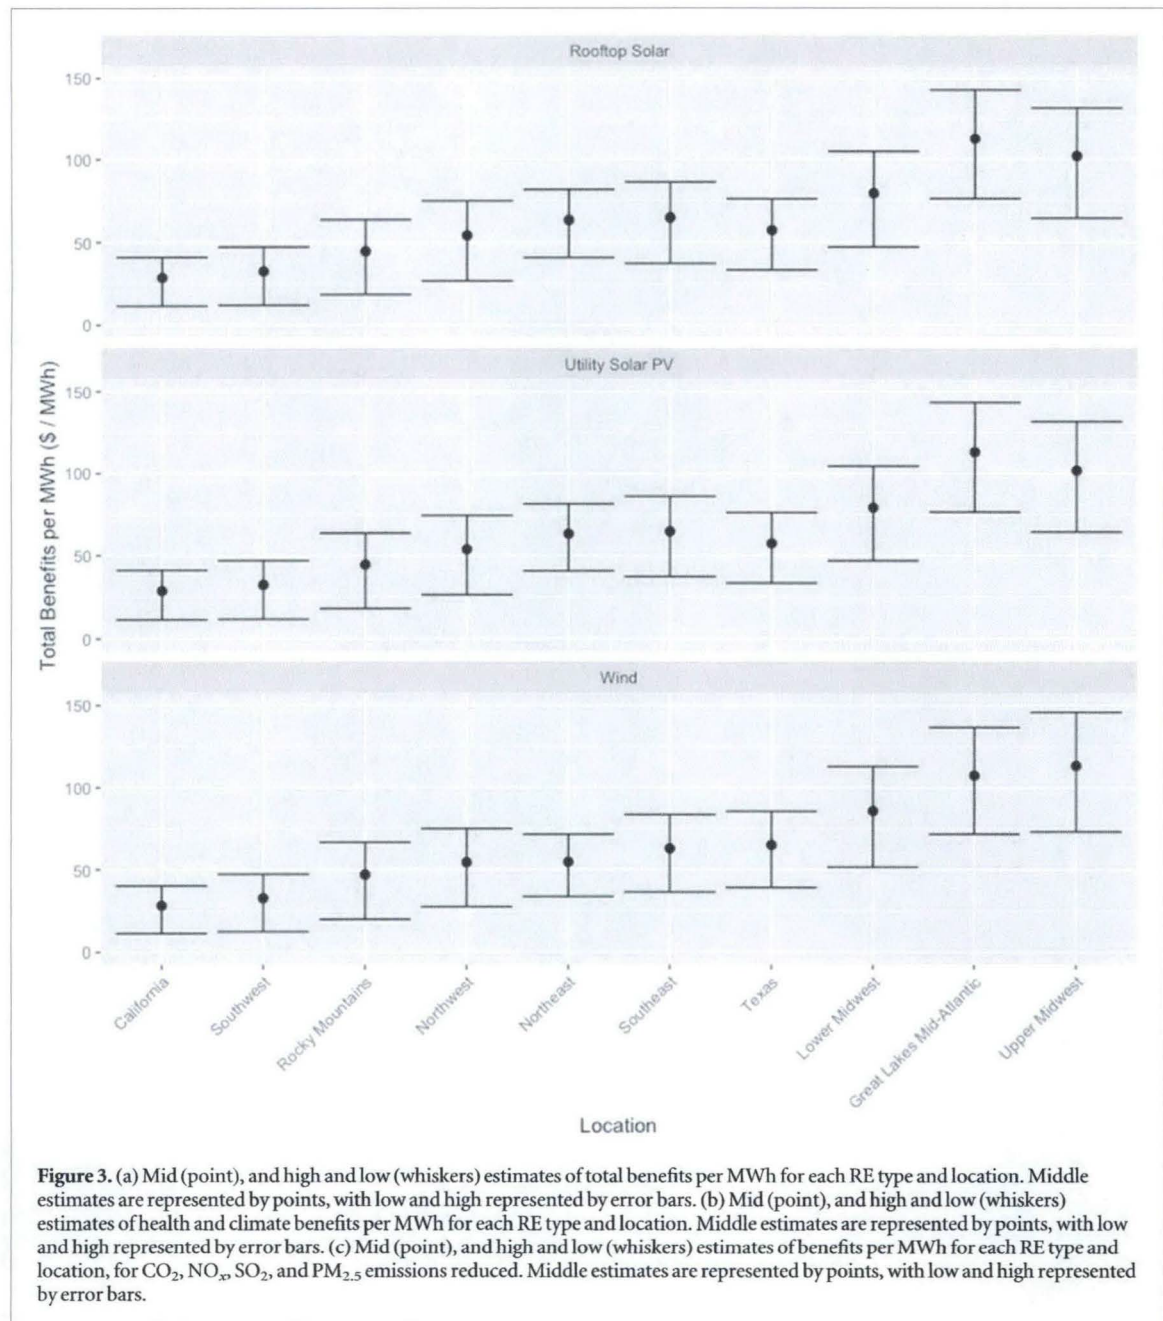 Rooftop Solar
150
100
50
0
Utility Solar PV
150
100
50
0
Wind
150
100
50
0
Total Benefits per MWh ($ / MWh)
California
Southwest
Rocky Mountains
Northwest
Northeast
Southeast
Texas
Lower Midwest
Great Lakes Mid-Atlantic
Upper Midwest
Location
Figure 3. (a) Mid (point), and high and low (whiskers) estimates of total benefits per MWh for each RE type and location. Middle
estimates are represented by points, with low and high represented by error bars. (b) Mid (point), and high and low (whiskers)
estimates of health and climate benefits per MWh for each RE type and location. Middle estimates are represented by points, with low
and high represented by error bars. (c) Mid (point), and high and low (whiskers) estimates of benefits per MWh for each RE type and
location, for CO₂, NOₓ, SO₂, and PM₂.₅ emissions reduced. Middle estimates are represented by points, with low and high represented
by error bars.